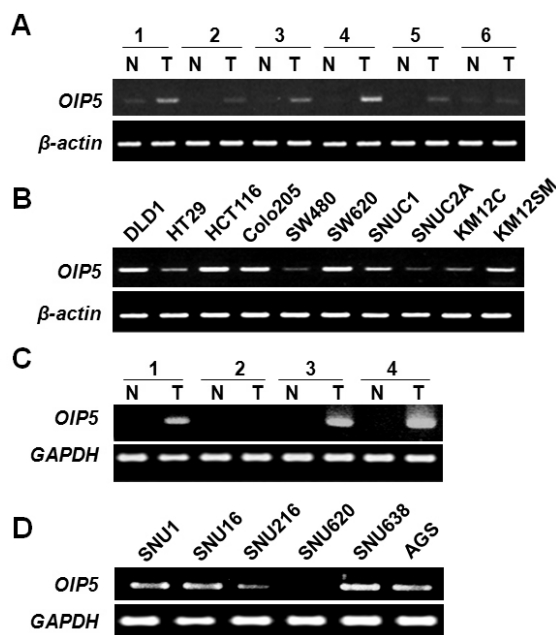 A
1 2 3 4 5 6
N T N T N T N T N T N T
OIP5
β-actin
B
DLD1 HT29 HCT116 Colo205 SW480 SW620 SNUC1 SNUC2A KM12C KM12SM
OIP5
β-actin
C
1 2 3 4
N T N T N T N T
OIP5
GAPDH
D
SNU1 SNU16 SNU216 SNU620 SNU638 AGS
OIP5
GAPDH